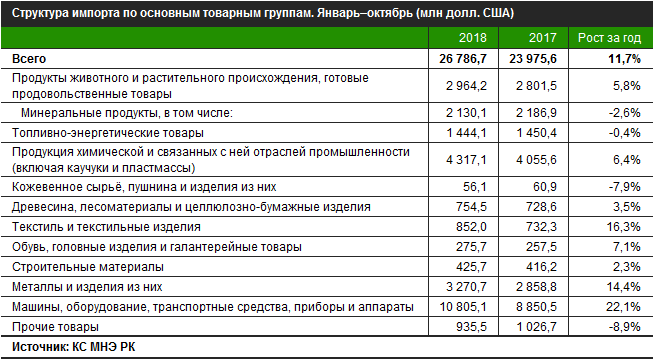 Структура импорта по основным товарным группам. Январь–октябрь (млн долл. США)
2018 2017 Рост за год
Всего 26 786,7 23 975,6 11,7%
Продукты животного и растительного происхождения, готовые
продовольственные товары 2 964,2 2 801,5 5,8%
Минеральные продукты, в том числе: 2 130,1 2 186,9 -2,6%
Топливно-энергетические товары 1 444,1 1 450,4 -0,4%
Продукция химической и связанных с ней отраслей промышленности
(включая каучуки и пластмассы) 4 317,1 4 055,6 6,4%
Кожевенное сырьё, пушнина и изделия из них 56,1 60,9 -7,9%
Древесина, лесоматериалы и целлюлозно-бумажные изделия 754,5 728,6 3,5%
Текстиль и текстильные изделия 852,0 732,3 16,3%
Обувь, головные изделия и галантерейные товары 275,7 257,5 7,1%
Строительные материалы 425,7 416,2 2,3%
Металлы и изделия из них 3 270,7 2 858,8 14,4%
Машины, оборудование, транспортные средства, приборы и аппараты 10 805,1 8 850,5 22,1%
Прочие товары 935,5 1 026,7 -8,9%
Источник: КС МНЭ РК